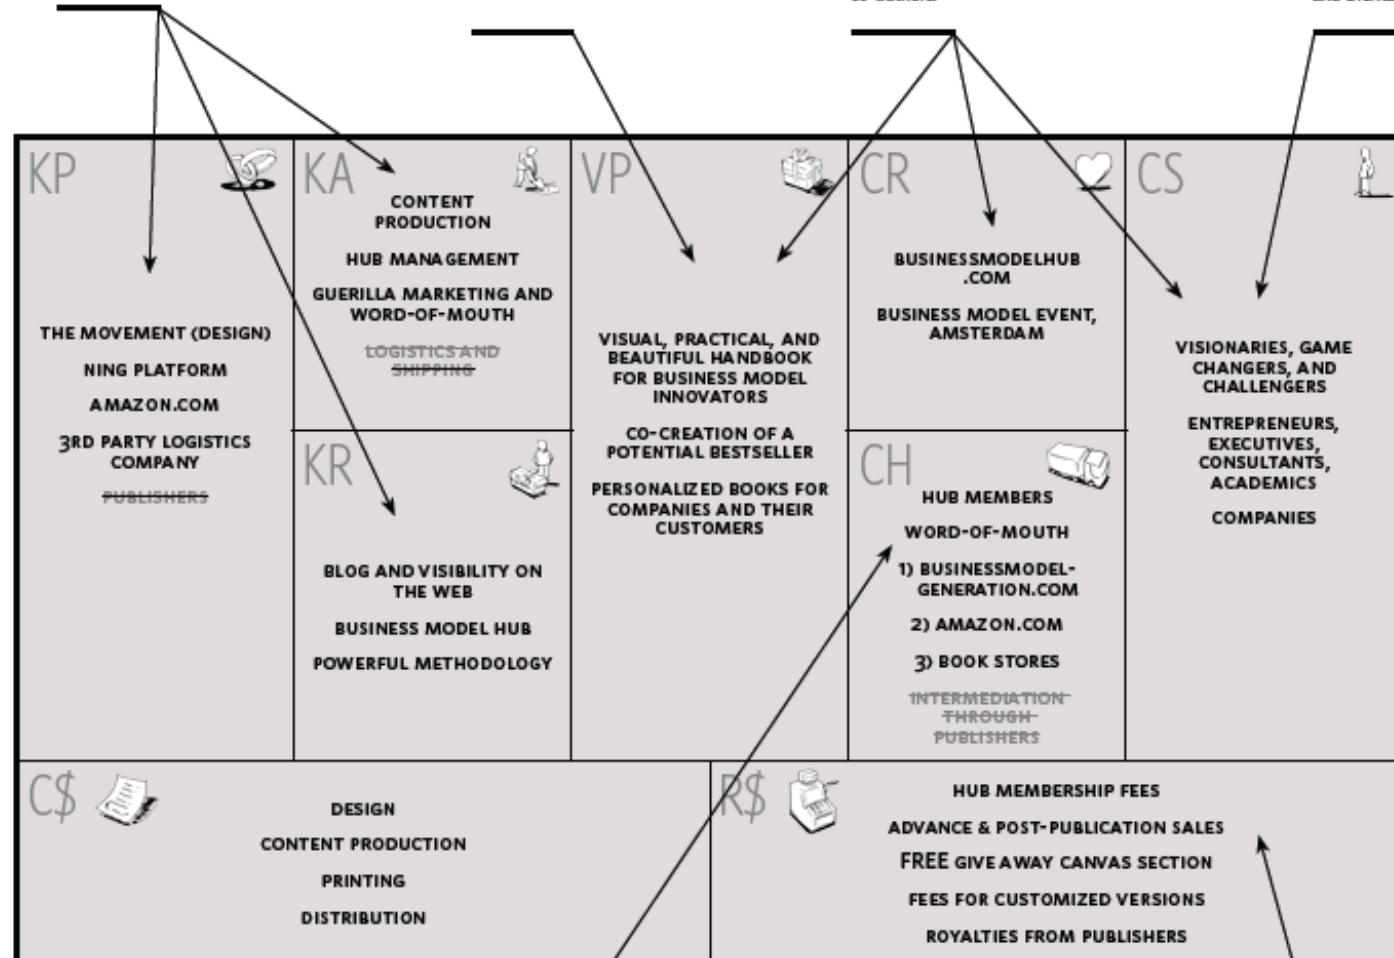 KP
THE MOVEMENT (DESIGN)
NING PLATFORM
AMAZON.COM
3RD PARTY LOGISTICS
COMPANY
PUBLISHERS
KA
CONTENT
PRODUCTION
HUB MANAGEMENT
GUERILLA MARKETING AND
WORD-OF-MOUTH
LOGISTICS AND
SHIPPING
KR
BLOG AND VISIBILITY ON
THE WEB
BUSINESS MODEL HUB
POWERFUL METHODOLOGY
VP
VISUAL, PRACTICAL, AND
BEAUTIFUL HANDBOOK
FOR BUSINESS MODEL
INNOVATORS
CO-CREATION OF A
POTENTIAL BESTSELLER
PERSONALIZED BOOKS FOR
COMPANIES AND THEIR
CUSTOMERS
CR
BUSINESSMODELHUB
.COM
BUSINESS MODEL EVENT,
AMSTERDAM
CH
HUB MEMBERS
WORD-OF-MOUTH
1) BUSINESSMODEL-
GENERATION.COM
2) AMAZON.COM
3) BOOK STORES
INTERMEDIATION
THROUGH
PUBLISHERS
CS
VISIONARIES, GAME
CHANGERS, AND
CHALLENGERS
ENTREPRENEURS,
EXECUTIVES,
CONSULTANTS,
ACADEMICS
COMPANIES
C$
DESIGN
CONTENT PRODUCTION
PRINTING
DISTRIBUTION
R$
HUB MEMBERSHIP FEES
ADVANCE & POST-PUBLICATION SALES
FREE GIVE AWAY CANVAS SECTION
FEES FOR CUSTOMIZED VERSIONS
ROYALTIES FROM PUBLISHERS